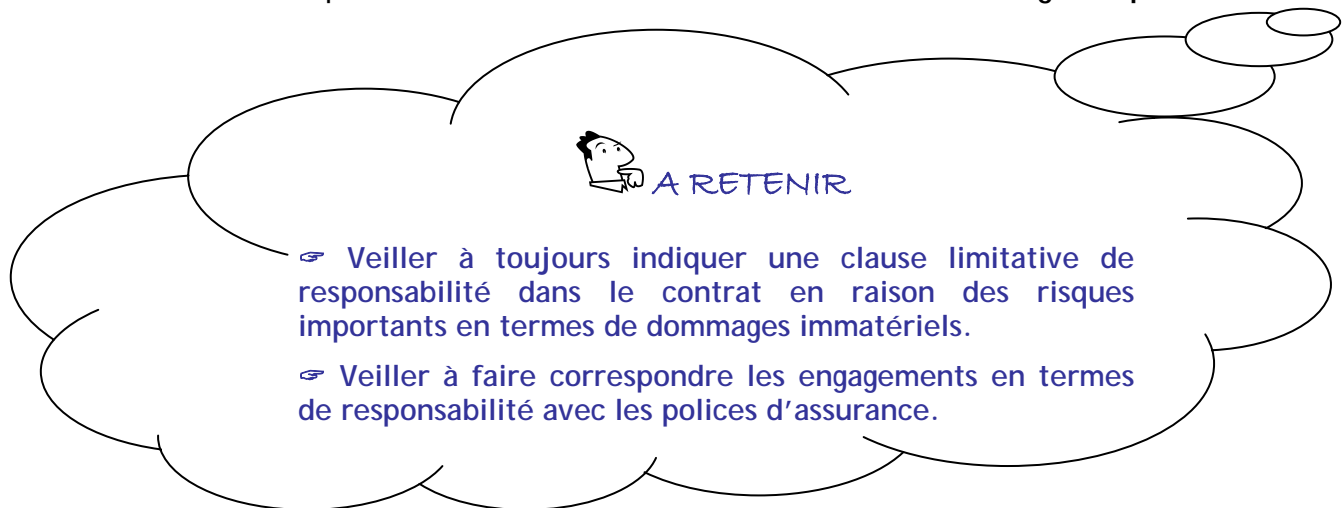 A RETENIR
☞ Veiller à toujours indiquer une clause limitative de
responsabilité dans le contrat en raison des risques
importants en termes de dommages immatériels.
☞ Veiller à faire correspondre les engagements en termes
de responsabilité avec les polices d'assurance.